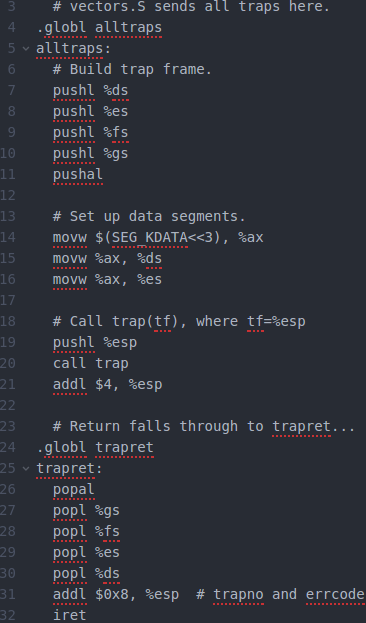 3 # vectors.S sends all traps here.
4 .globl alltraps
5 alltraps:
6 # Build trap frame.
7 pushl %ds
8 pushl %es
9 pushl %fs
10 pushl %gs
11 pushal
12
13 # Set up data segments.
14 movw $(SEG_KDATA<<3), %ax
15 movw %ax, %ds
16 movw %ax, %es
17
18 # Call trap(tf), where tf=%esp
19 pushl %esp
20 call trap
21 addl $4, %esp
22
23 # Return falls through to trapret...
24 .globl trapret
25 trapret:
26 popal
27 popl %gs
28 popl %fs
29 popl %es
30 popl %ds
31 addl $0x8, %esp # trapno and errcode
32 iret